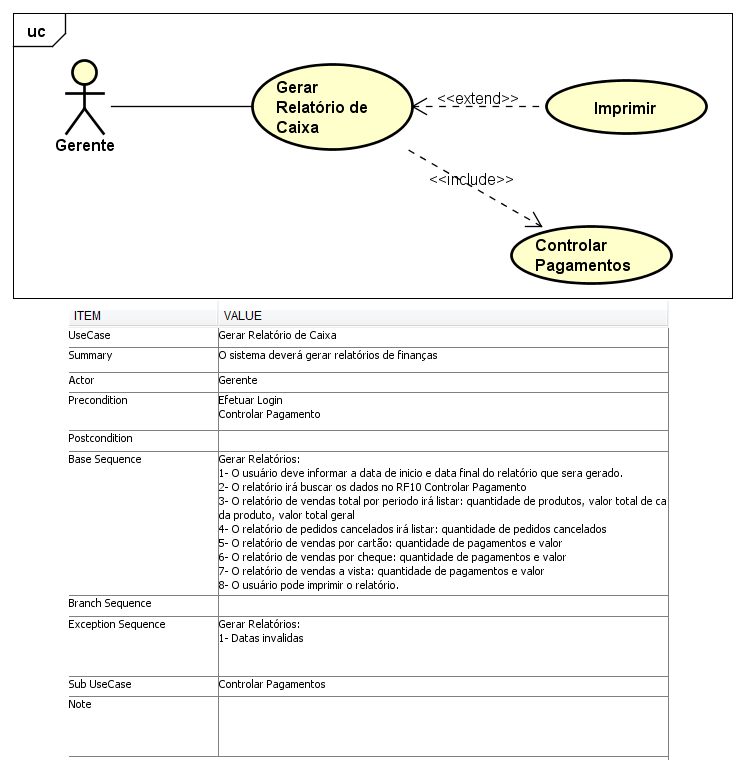 uc
Gerar
Relatório de
Caixa
<<extend>>
Imprimir
Gerente
<<include>>
Controlar
Pagamentos
ITEM VALUE
UseCase Gerar Relatório de Caixa
Summary O sistema deverá gerar relatórios de finanças
Actor Gerente
Precondition Efetuar Login
Controlar Pagamento
Postcondition
Base Sequence Gerar Relatórios:
1- O usuário deve informar a data de inicio e data final do relatório que sera gerado.
2- O relatório irá buscar os dados no RF10 Controlar Pagamento
3- O relatório de vendas total por periodo irá listar: quantidade de produtos, valor total de ca
da produto, valor total geral
4- O relatório de pedidos cancelados irá listar: quantidade de pedidos cancelados
5- O relatório de vendas por cartão: quantidade de pagamentos e valor
6- O relatório de vendas por cheque: quantidade de pagamentos e valor
7- O relatório de vendas a vista: quantidade de pagamentos e valor
8- O usuário pode imprimir o relatório.
Branch Sequence
Exception Sequence Gerar Relatórios:
1- Datas invalidas
Sub UseCase Controlar Pagamentos
Note